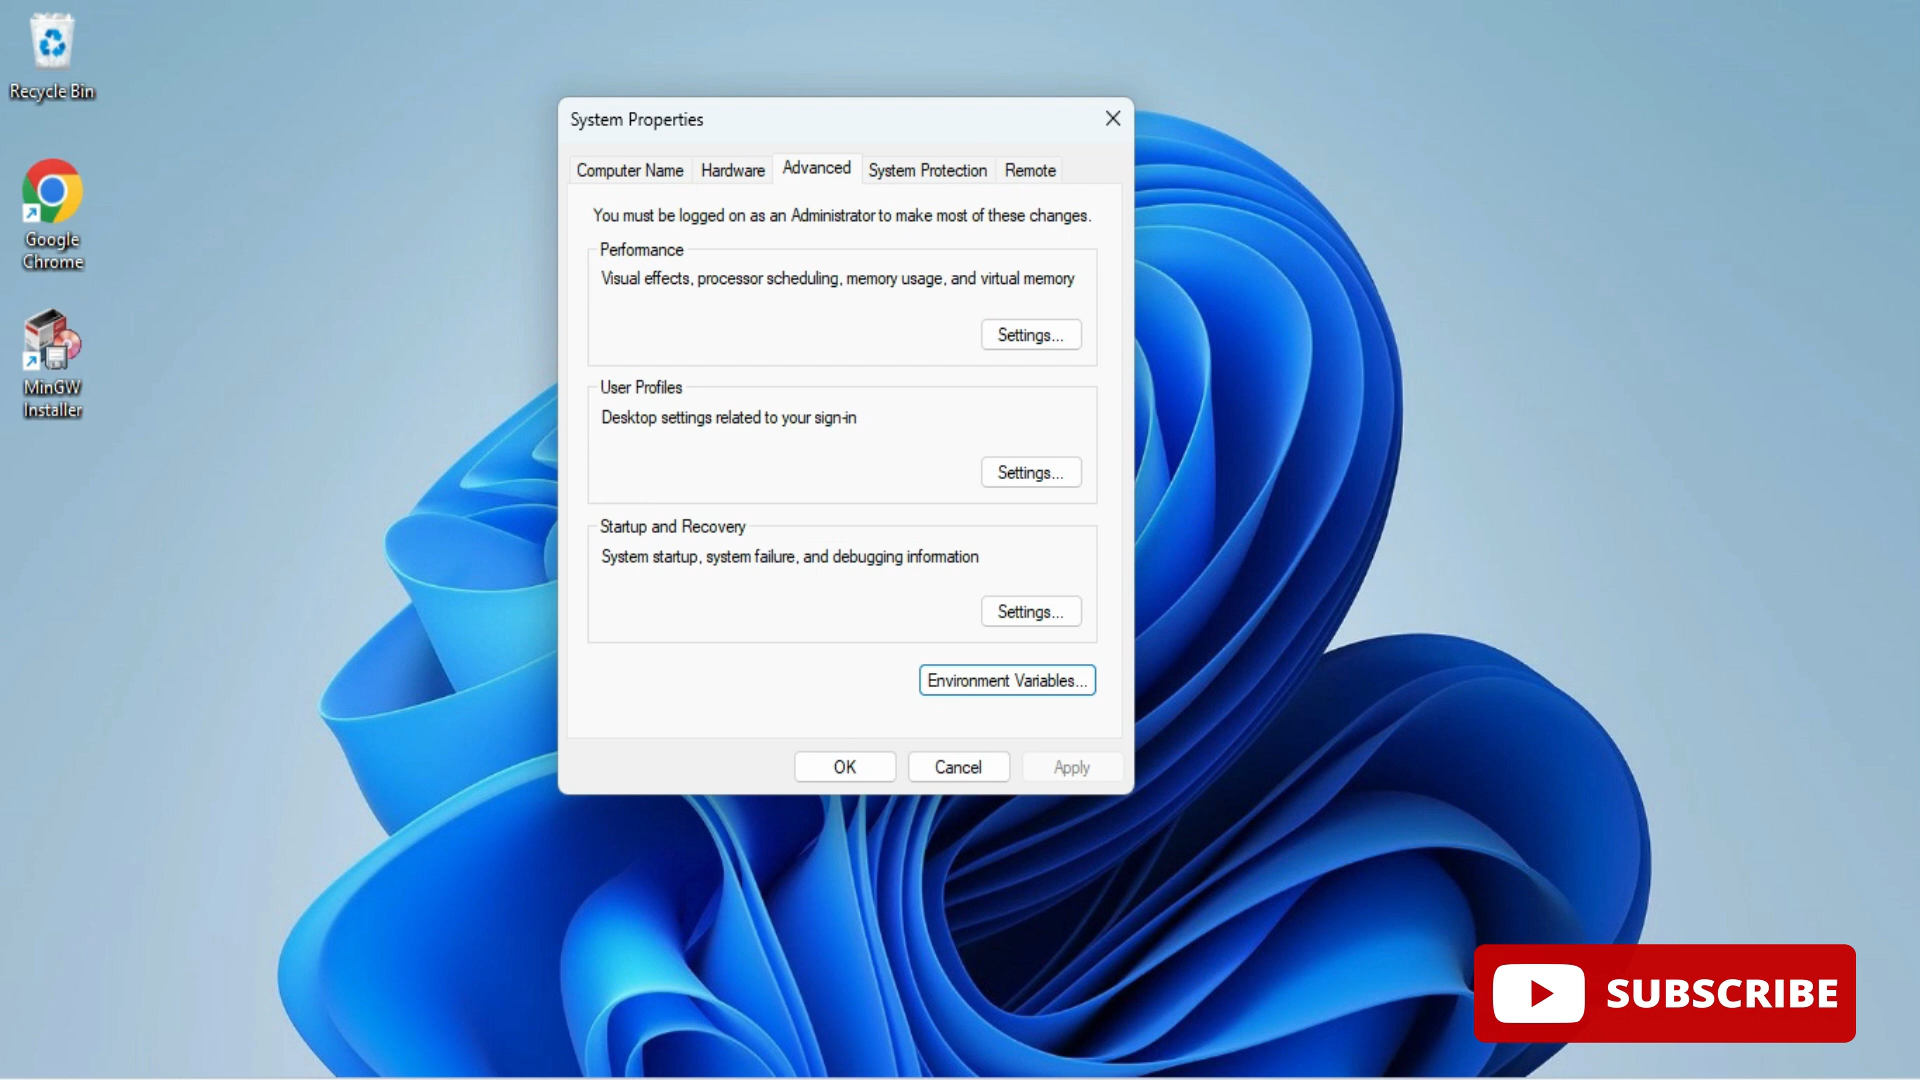 Recycle Bin
Google
Chrome
MinGW
Installer
System Properties
Computer Name Hardware Advanced System Protection Remote
You must be logged on as an Administrator to make most of these changes.
Performance
Visual effects, processor scheduling, memory usage, and virtual memory
Settings...
User Profiles
Desktop settings related to your sign-in
Settings...
Startup and Recovery
System startup, system failure, and debugging information
Settings...
Environment Variables...
OK Cancel Apply
SUBSCRIBE